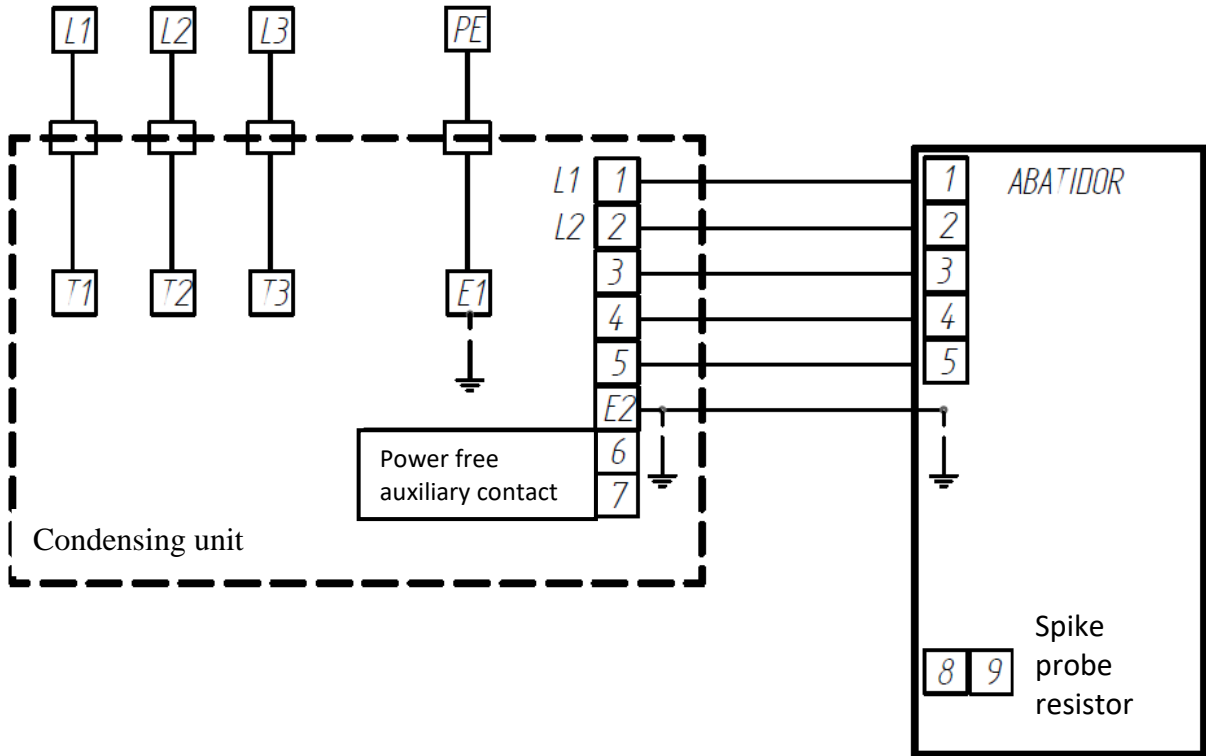 L1 L2 L3 PE
L1 1 1 ABATIDOR
L2 2 2
3 3
T1 T2 T3 E1
4 4
5 5
E2
Power free
auxiliary contact
6
7
Condensing unit
8 9
Spike
probe
resistor